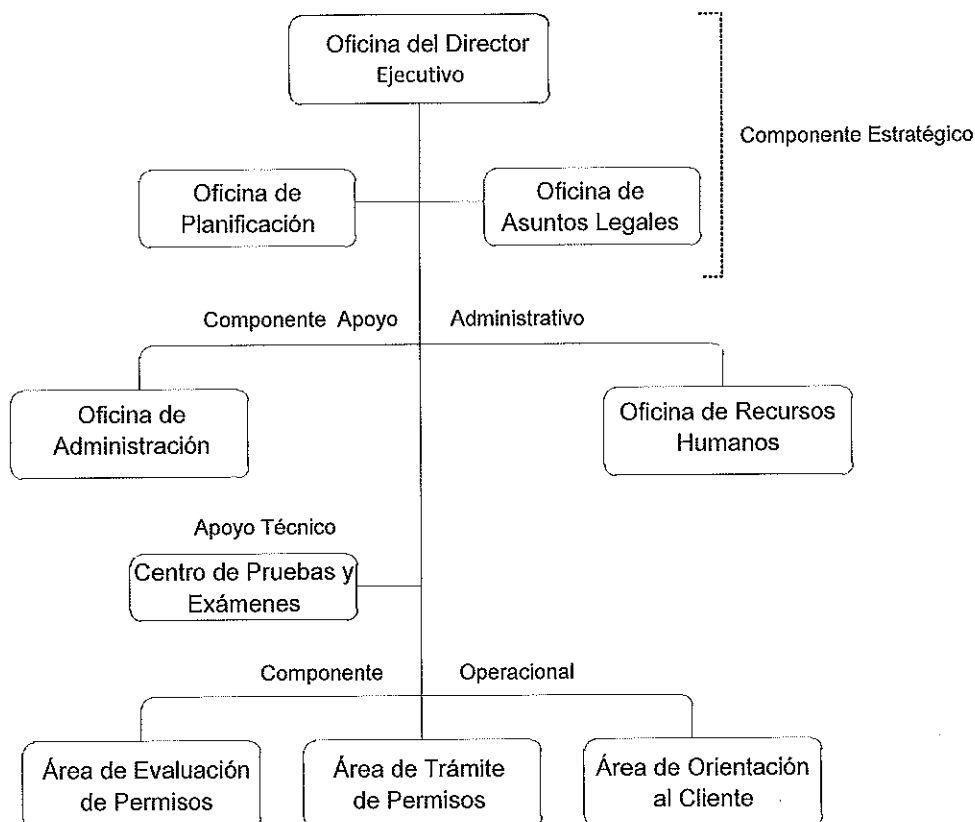 Oficina del Director
Ejecutivo
Componente Estratégico
Oficina de
Planificación
Oficina de
Asuntos Legales
Componente Apoyo Administrativo
Oficina de
Administración
Oficina de Recursos
Humanos
Apoyo Técnico
Centro de Pruebas y
Exámenes
Componente Operacional
Área de Evaluación
de Permisos
Área de Trámite
de Permisos
Área de Orientación
al Cliente